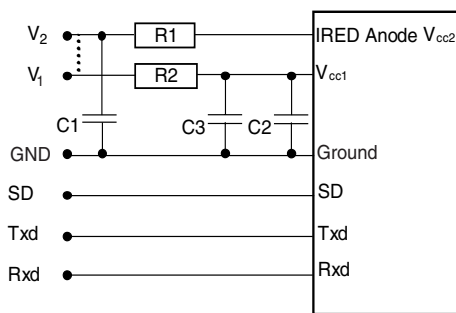 V2 R1 IRED Anode Vcc2
V1 R2 Vcc1
C1 C3 C2
GND Ground
SD SD
Txd Txd
Rxd Rxd